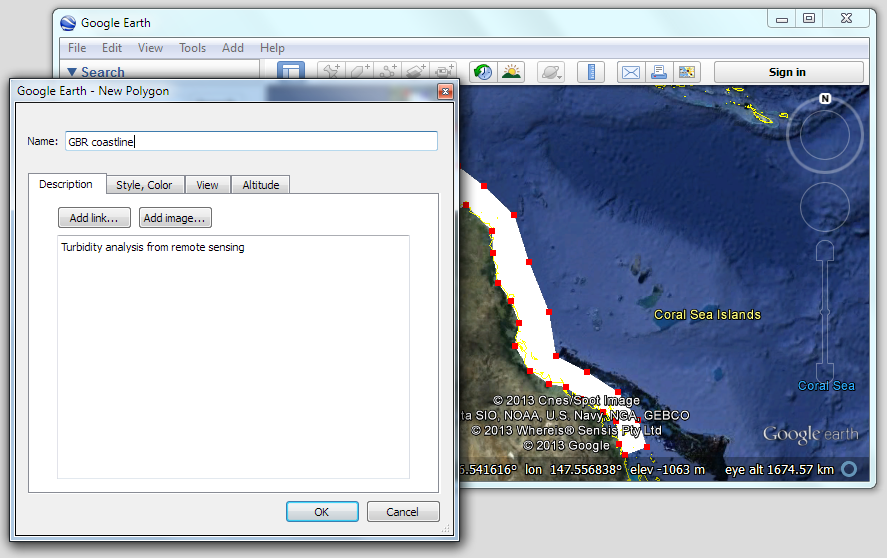 Google Earth
File Edit View Tools Add Help
Search
Sign in
Google Earth - New Polygon
Name: GBR coastline
Description Style, Color View Altitude
Add link... Add image...
Turbidity analysis from remote sensing
OK Cancel
N
Coral Sea Islands
Coral Sea
© 2013 Cnes/Spot Image
SIO, NOAA, U.S. Navy, NGA, GEBCO
© 2013 Whereis® Sensis Pty Ltd
© 2013 Google
Google earth
5.541616° lon 147.556838° elev -1063 m eye alt 1674.57 km